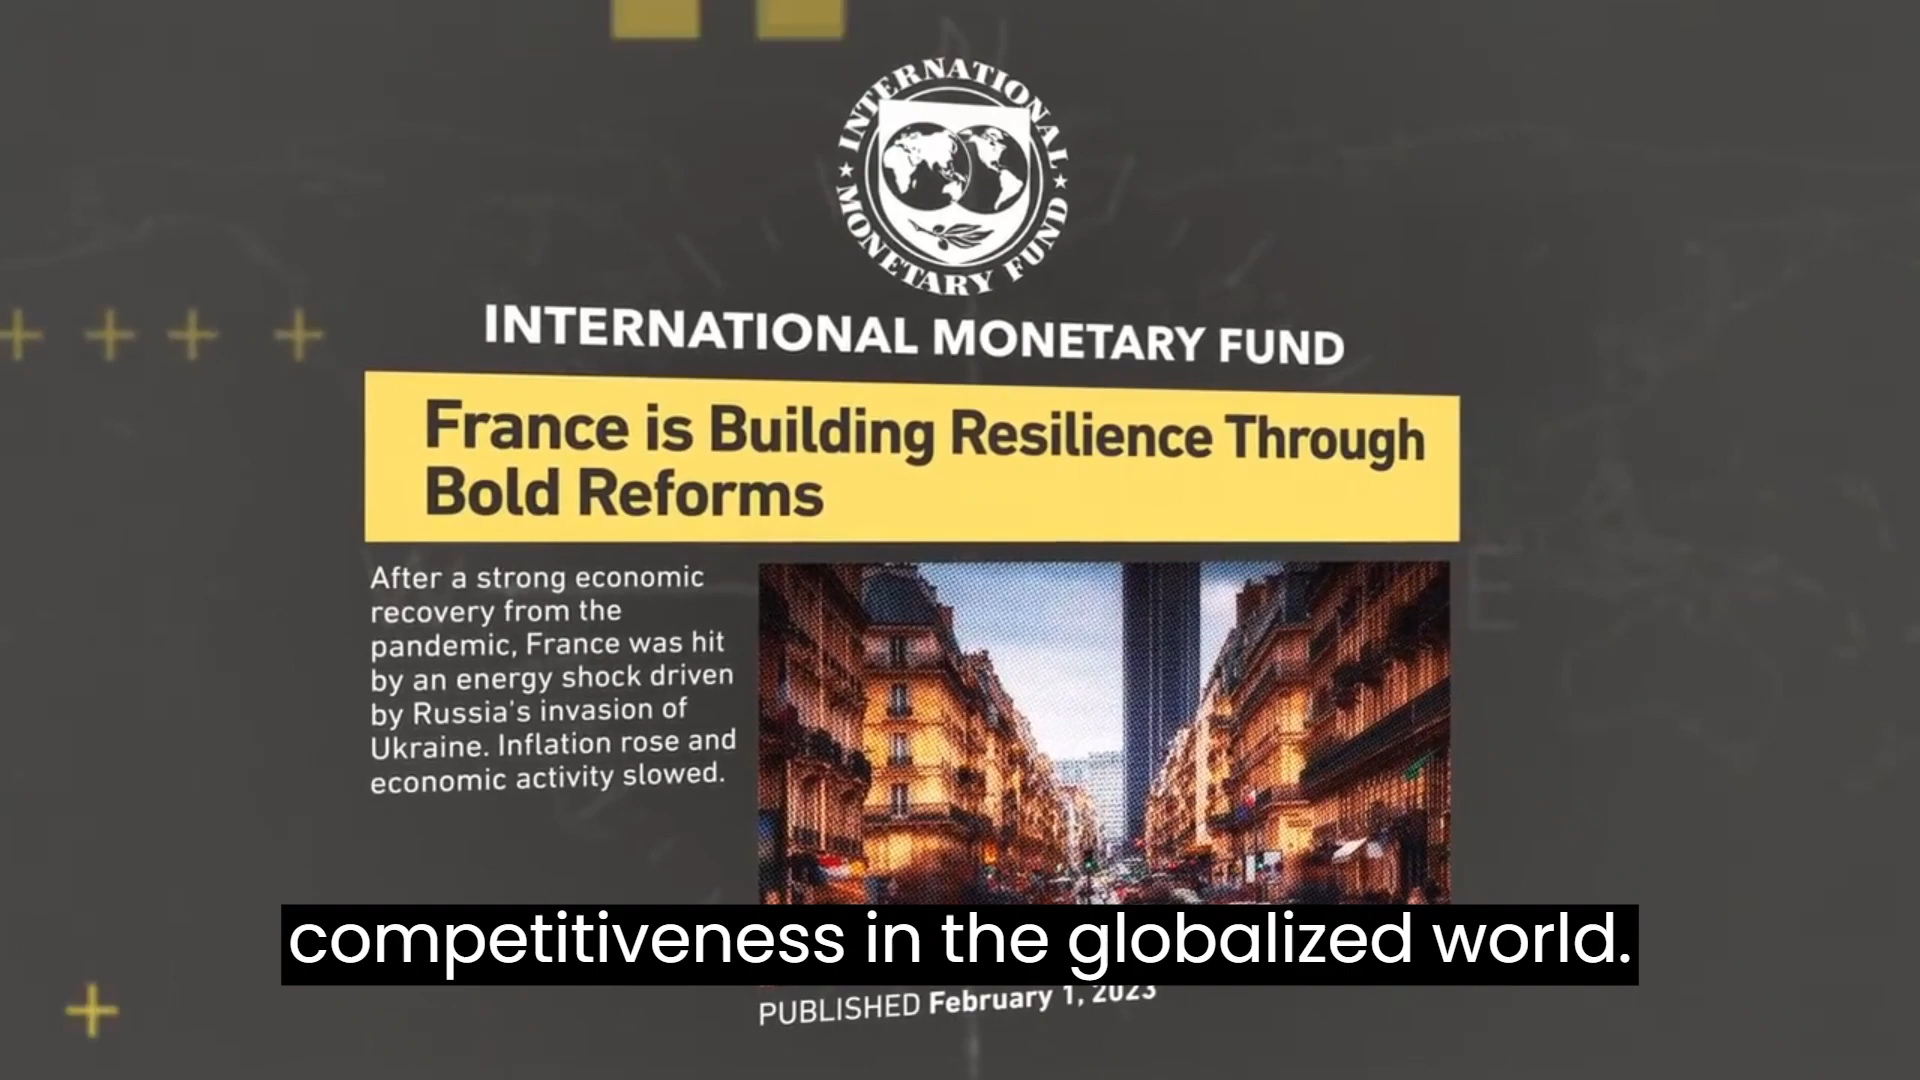 INTERNATIONAL
MONETARY FUND
INTERNATIONAL MONETARY FUND
France is Building Resilience Through
Bold Reforms
After a strong economic
recovery from the
pandemic, France was hit
by an energy shock driven
by Russia's invasion of
Ukraine. Inflation rose and
economic activity slowed.
competitiveness in the globalized world.
PUBLISHED February 1, 2023